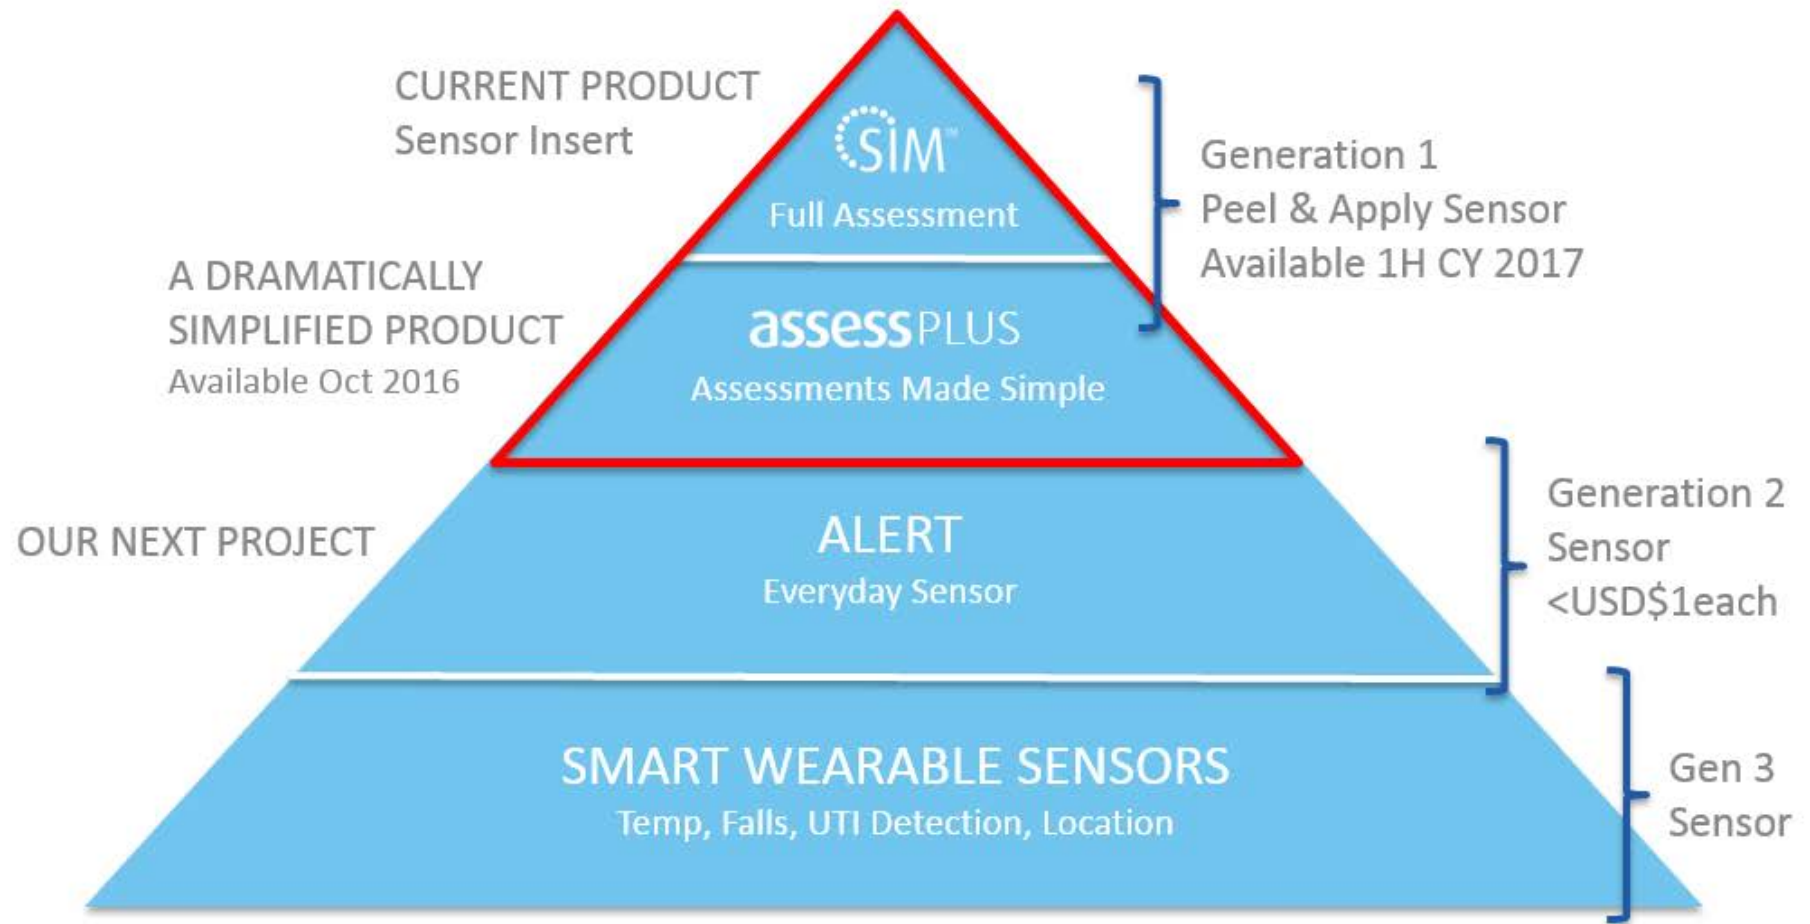 CURRENT PRODUCT
Sensor Insert
SIM™
Full Assessment
Generation 1
Peel & Apply Sensor
Available 1H CY 2017
A DRAMATICALLY
SIMPLIFIED PRODUCT
Available Oct 2016
assessPLUS
Assessments Made Simple
OUR NEXT PROJECT
ALERT
Everyday Sensor
Generation 2
Sensor
<USD$1each
SMART WEARABLE SENSORS
Temp, Falls, UTI Detection, Location
Gen 3
Sensor